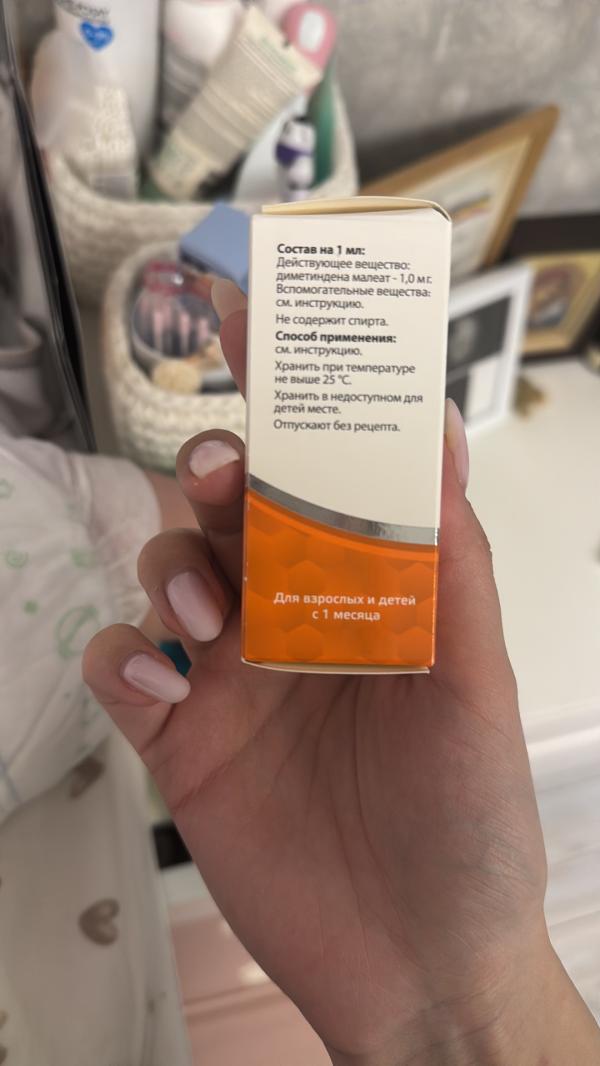 Состав на 1 мл:
Действующее вещество:
диметиндена малеат - 1,0 мг.
Вспомогательные вещества:
см. инструкцию.
Не содержит спирта.
Способ применения:
см. инструкцию.
Хранить при температуре
не выше 25 °C.
Хранить в недоступном для
детей месте.
Отпускают без рецепта.
Для взрослых и детей
с 1 месяца